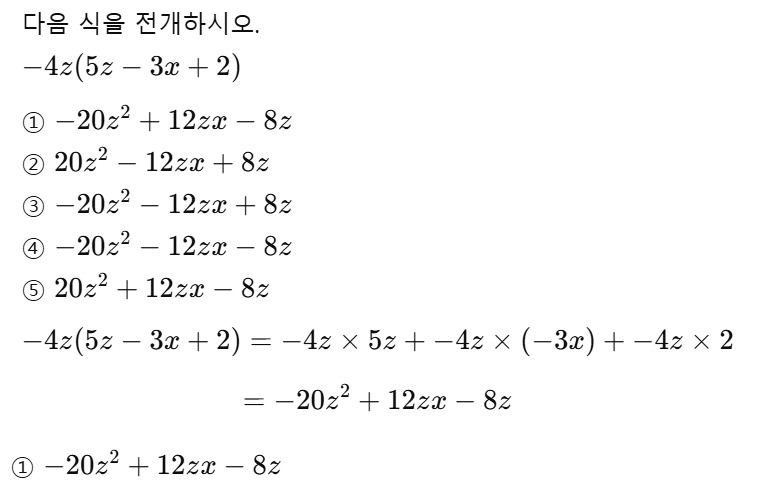 다음 식을 전개하시오.
−4z(5z − 3x + 2)
① −20z² + 12zx − 8z
② 20z² − 12zx + 8z
③ −20z² − 12zx + 8z
④ −20z² − 12zx − 8z
⑤ 20z² + 12zx − 8z
−4z(5z − 3x + 2) = −4z × 5z + −4z × (−3x) + −4z × 2
= −20z² + 12zx − 8z
① −20z² + 12zx − 8z